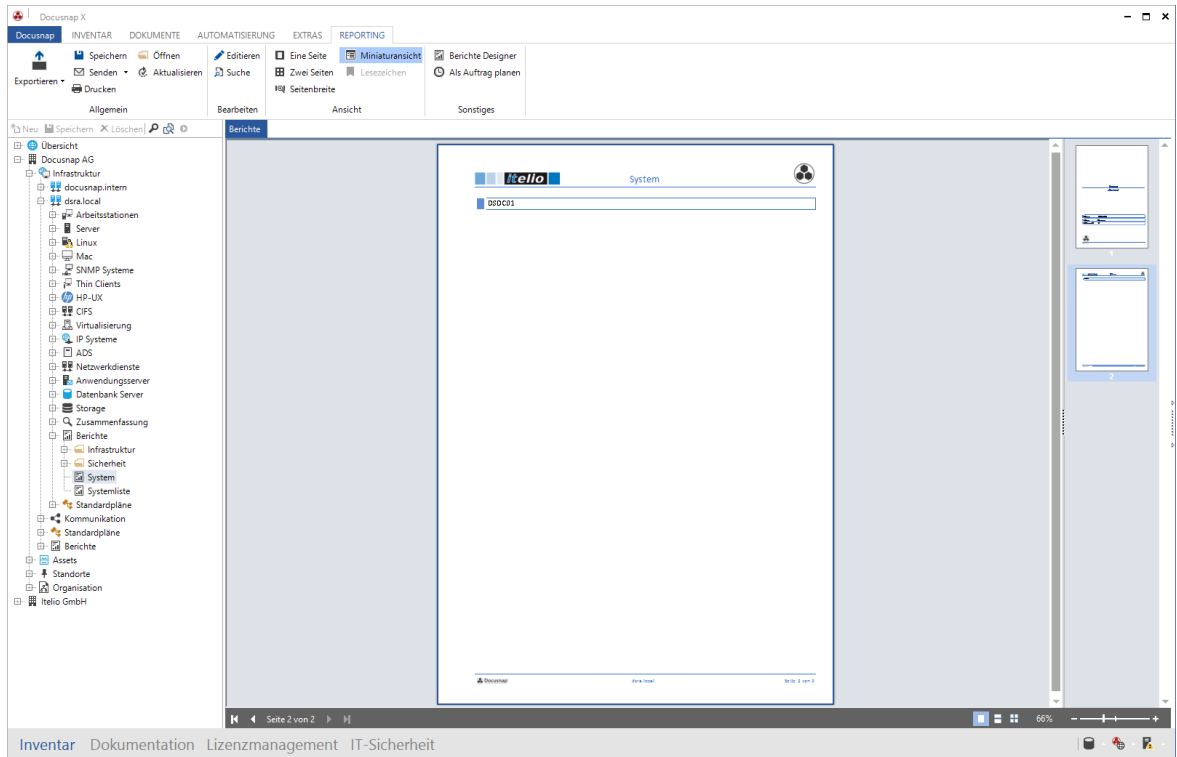 Docusnap X
Docusnap INVENTAR DOKUMENTE AUTOMATISIERUNG EXTRAS REPORTING
Exportieren
Speichern Öffnen
Senden Aktualisieren
Drucken
Allgemein
Editieren
Suche
Bearbeiten
Eine Seite Miniaturansicht
Zwei Seiten Lesezeichen
Seitenbreite
Ansicht
Berichte Designer
Als Auftrag planen
Sonstiges
Neu Speichern Löschen
Übersicht
Docusnap AG
Infrastruktur
docusnap.intern
dsra.local
Arbeitsstationen
Server
Linux
Mac
SNMP Systeme
Thin Clients
HP-UX
CIFS
Virtualisierung
IP Systeme
ADS
Netzwerkdienste
Anwendungsserver
Datenbank Server
Storage
Zusammenfassung
Berichte
Infrastruktur
Sicherheit
System
Systemliste
Standardpläne
Kommunikation
Standardpläne
Berichte
Assets
Standorte
Organisation
Itelio GmbH
Berichte
itelio System
DSDC01
Docusnap dsra.local
1
2
Seite 2 von 2
66%
Inventar Dokumentation Lizenzmanagement IT-Sicherheit